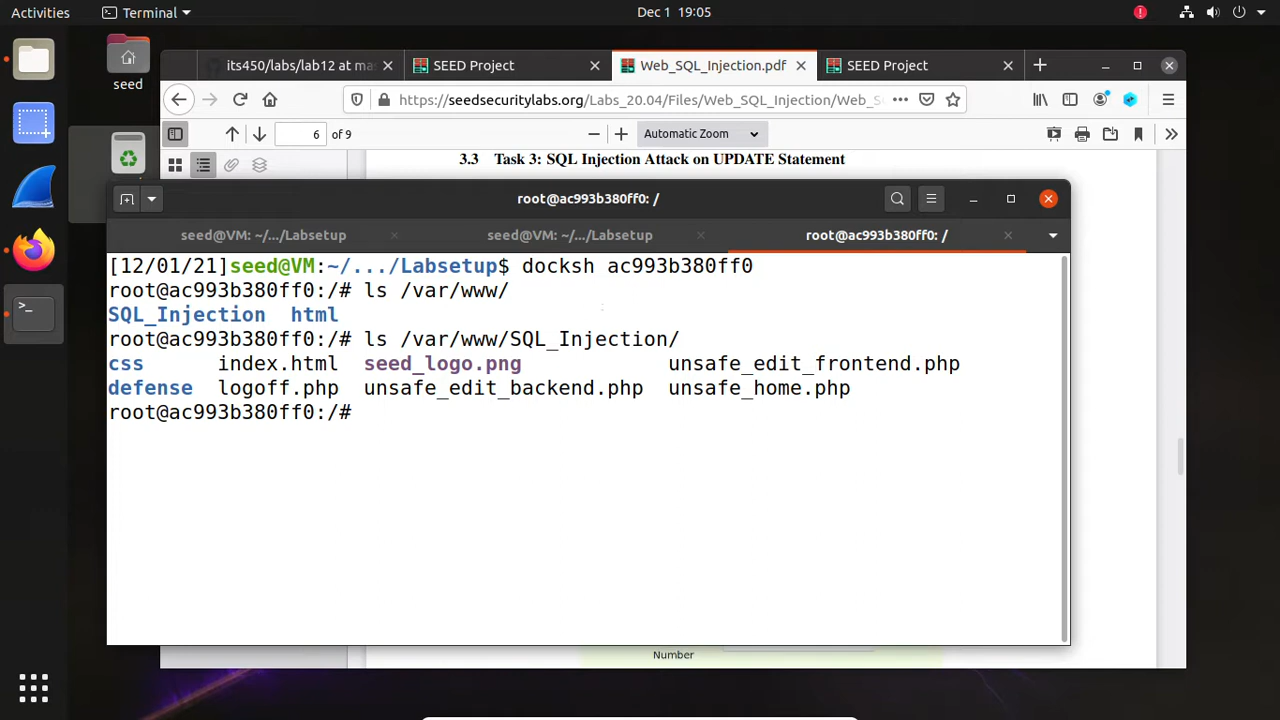 Activities Terminal Dec 1 19:05
seed
its450/labs/lab12 at mas SEED Project Web_SQL_Injection.pdf SEED Project
https://seedsecuritylabs.org/Labs_20.04/Files/Web_SQL_Injection/Web_S
6 of 9 Automatic Zoom
3.3 Task 3: SQL Injection Attack on UPDATE Statement
root@ac993b380ff0: /
seed@VM: ~/.../Labsetup seed@VM: ~/.../Labsetup root@ac993b380ff0: /
[12/01/21]seed@VM:~/.../Labsetup$ docksh ac993b380ff0
root@ac993b380ff0:/# ls /var/www/
SQL_Injection html
root@ac993b380ff0:/# ls /var/www/SQL_Injection/
css index.html seed_logo.png unsafe_edit_frontend.php
defense logoff.php unsafe_edit_backend.php unsafe_home.php
root@ac993b380ff0:/#
Number